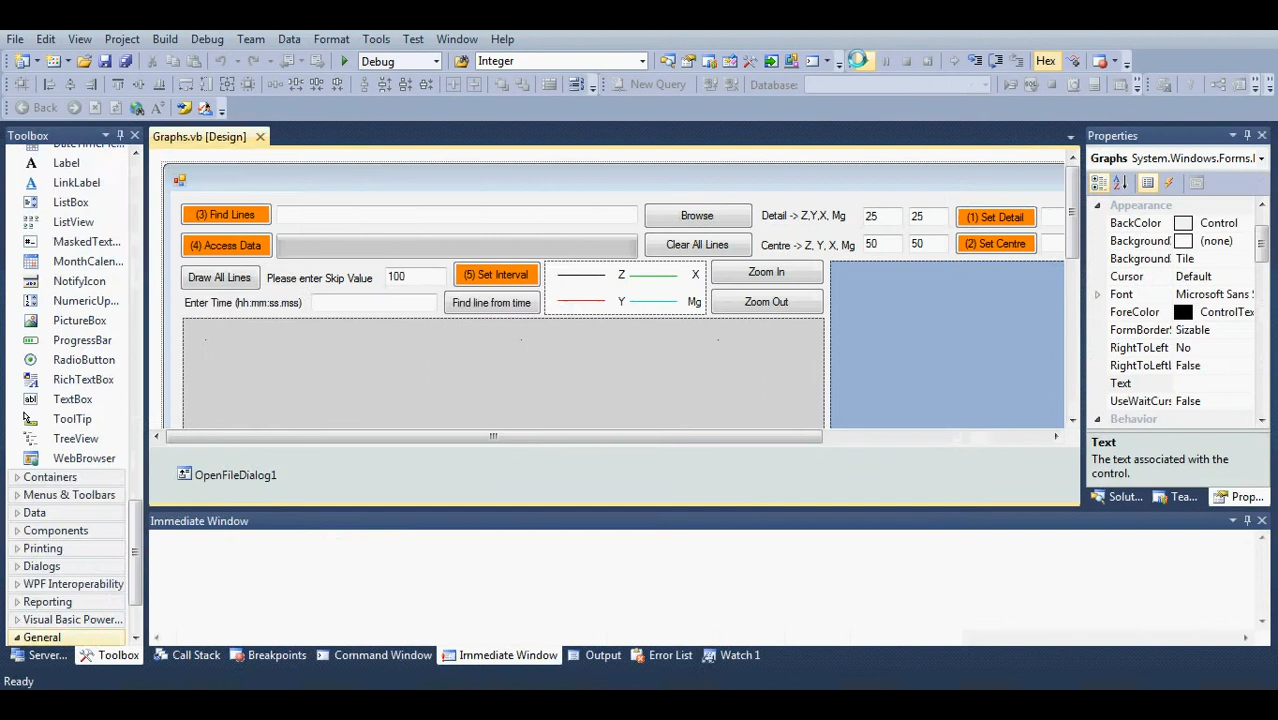 File Edit View Project Build Debug Team Data Format Tools Test Window Help
Debug Integer Hex
New Query Database:
Back
Toolbox
Label
LinkLabel
ListBox
ListView
MaskedText...
MonthCalen...
NotifyIcon
NumericUp...
PictureBox
ProgressBar
RadioButton
RichTextBox
TextBox
ToolTip
TreeView
WebBrowser
Containers
Menus & Toolbars
Data
Components
Printing
Dialogs
WPF Interoperability
Reporting
Visual Basic Power...
General
Server... Toolbox
Graphs.vb [Design]
(3) Find Lines Browse Detail -> Z,Y,X, Mg 25 25 (1) Set Detail
(4) Access Data Clear All Lines Centre -> Z, Y, X, Mg 50 50 (2) Set Centre
Draw All Lines Please enter Skip Value 100 (5) Set Interval Z X Zoom In
Enter Time (hh:mm:ss.mss) Find line from time Y Mg Zoom Out
OpenFileDialog1
Immediate Window
Call Stack Breakpoints Command Window Immediate Window Output Error List Watch 1
Properties
Graphs System.Windows.Forms.
Appearance
BackColor Control
Background (none)
Background Tile
Cursor Default
Font Microsoft Sans
ForeColor ControlTex
FormBorder Sizable
RightToLeft No
RightToLeft False
Text
UseWaitCurs False
Behavior
Text
The text associated with the
control.
Solut... Tea... Prop...
Ready